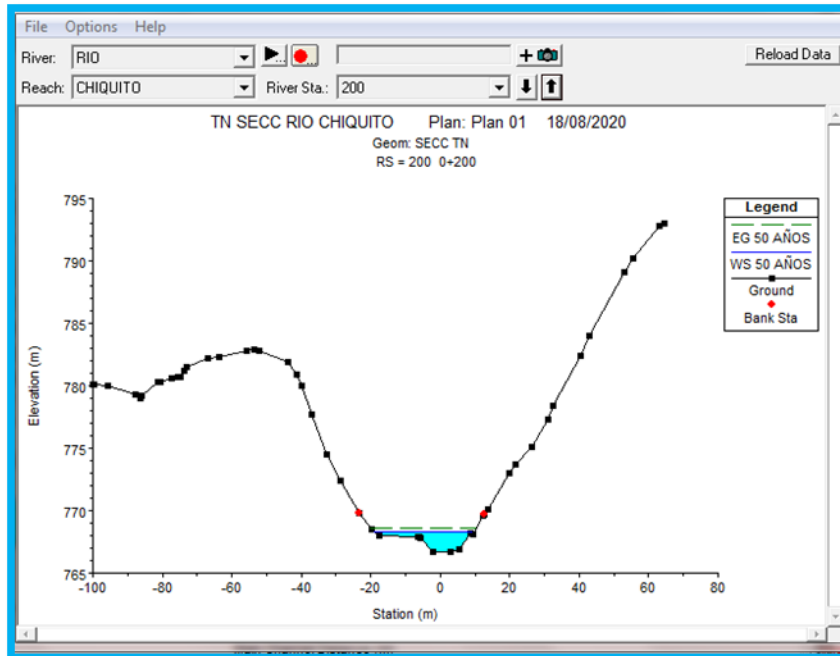 File Options Help
River: RIO
Reload Data
Reach: CHIQUITO River Sta.: 200
TN SECC RIO CHIQUITO Plan: Plan 01 18/08/2020
Geom: SECC TN
RS = 200 0+200
Legend
EG 50 AÑOS
WS 50 AÑOS
Ground
Bank Sta
Elevation (m)
795
790
785
780
775
770
765
-100 -80 -60 -40 -20 0 20 40 60 80
Station (m)